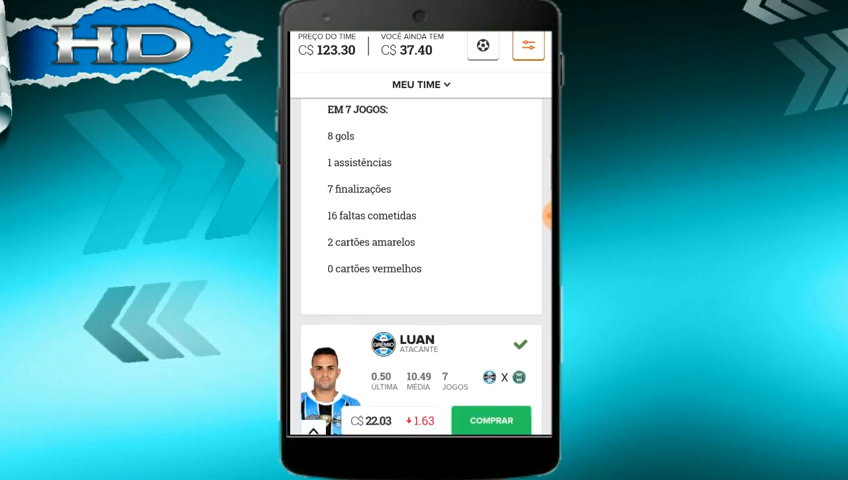 HD
PREÇO DO TIME
C$ 123.30
VOCÊ AINDA TEM
C$ 37.40
MEU TIME
EM 7 JOGOS:
8 gols
1 assistências
7 finalizações
16 faltas cometidas
2 cartões amarelos
0 cartões vermelhos
GRÊMIO
LUAN
ATACANTE
0.50
ÚLTIMA
10.49
MÉDIA
7
JOGOS
X
C$ 22.03
1.63
COMPRAR